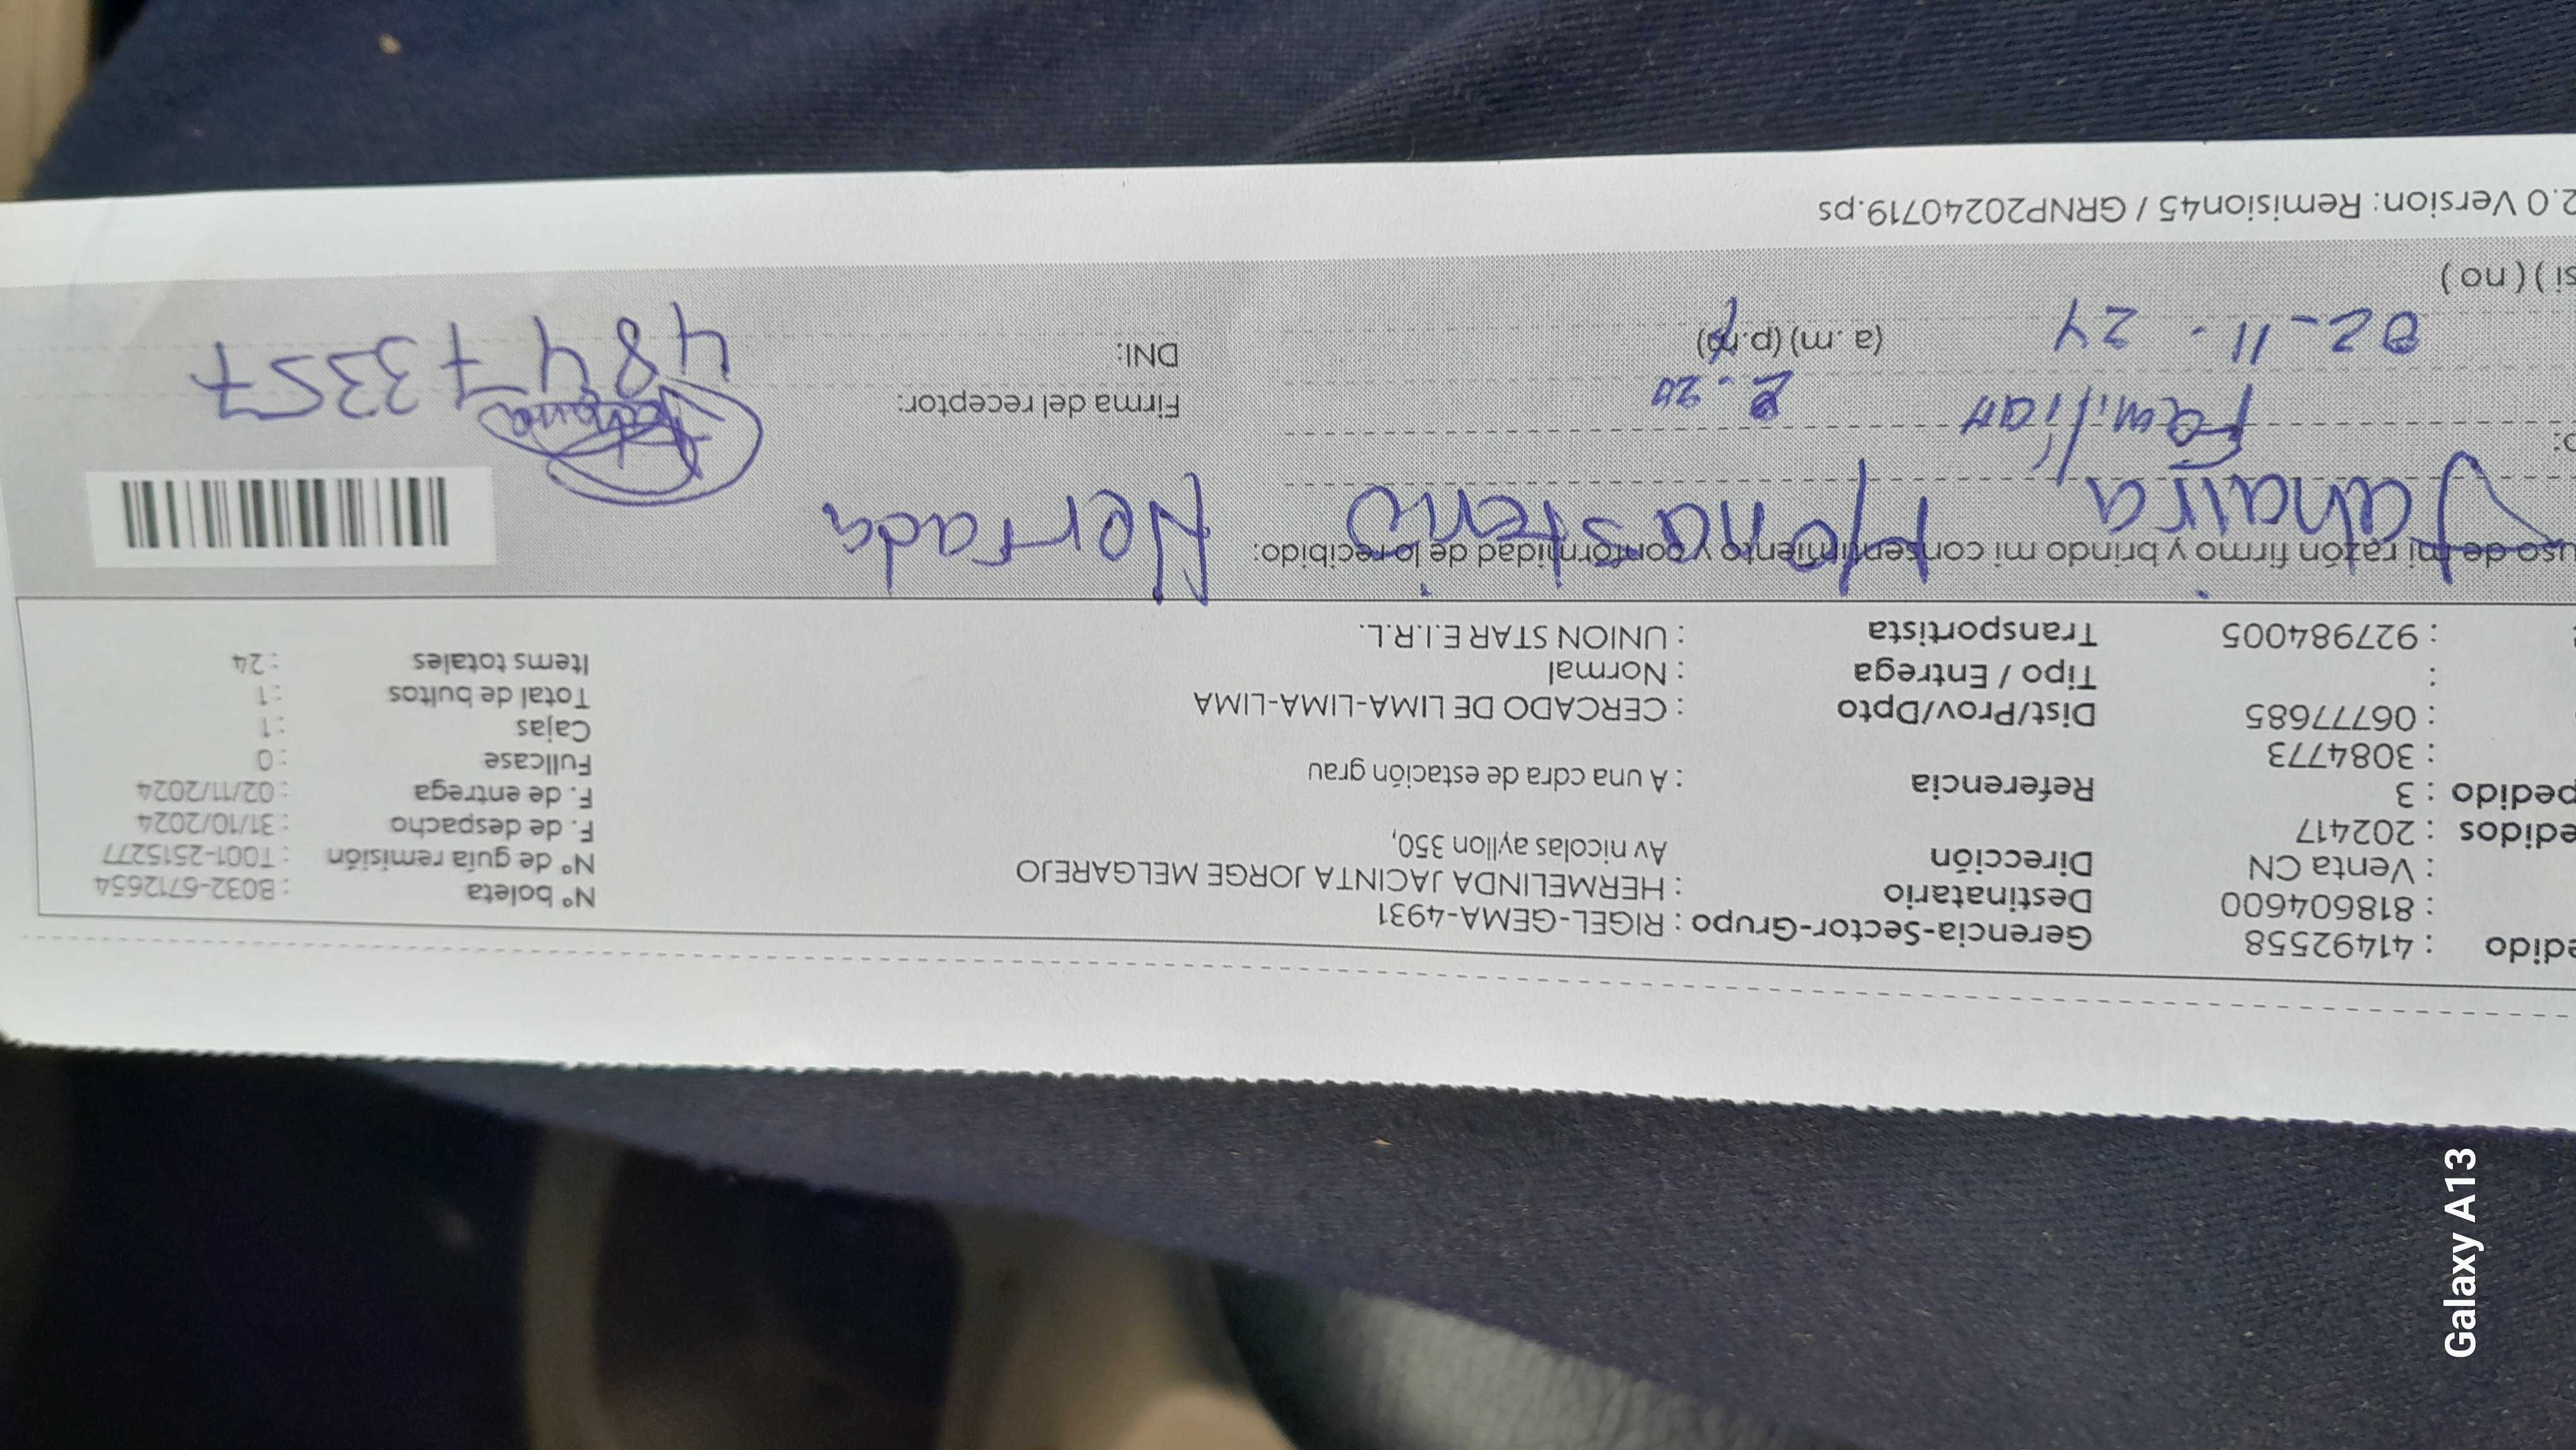 edido : 41492558 Gerencia-Sector-Grupo : RIGEL-GEMA-4931 N° boleta : B032-6712654
: 818604600 Destinatario : HERMELINDA JACINTA JORGE MELGAREJO N° de guía remisión : T001-2515277
: Venta CN Dirección Av nicolas ayllon 350, F. de despacho : 31/10/2024
edidos : 202417 F. de entrega : 02/11/2024
pedido : 3 Referencia : A una cdra de estación grau Fullcase : 0
: 3084773 Cajas : 1
: 06777685 Dist/Prov/Dpto : CERCADO DE LIMA-LIMA-LIMA Total de bultos : 1
: Tipo / Entrega : Normal Items totales : 24
: 927984005 Transportista : UNION STAR E.I.R.L.
uso de mi razón firmo y brindo mi consentimiento y conformidad de lo recibido:
Jahaira Monasterio
Familiar 2.20 Firma del receptor:
02-11-24 (a.m) (p.m) DNI: 48473357
si ) ( no )
2.0 Version: Remision45 / GRNP20240719.ps
Galaxy A13